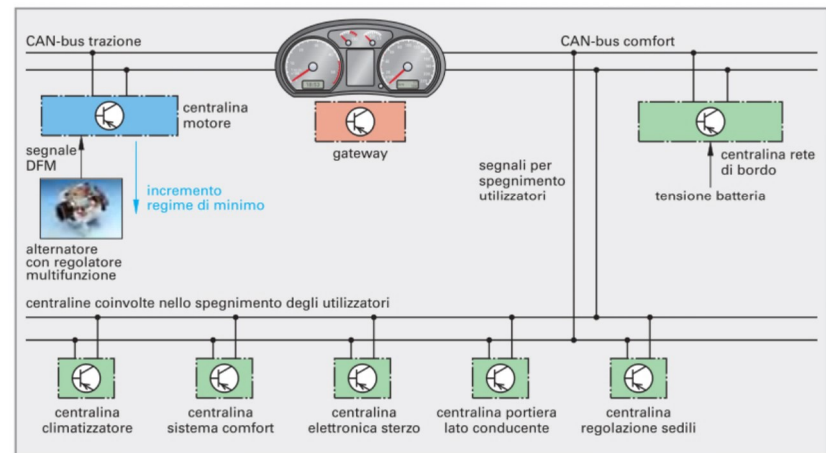 CAN-bus trazione
CAN-bus comfort
centralina
motore
segnale
DFM
gateway
segnali per
spegnimento
utilizzatori
centralina rete
di bordo
tensione batteria
incremento
regime di minimo
alternatore
con regolatore
multifunzione
centraline coinvolte nello spegnimento degli utilizzatori
centralina
climatizzatore
centralina
sistema comfort
centralina
elettronica sterzo
centralina portiera
lato conducente
centralina
regolazione sedili